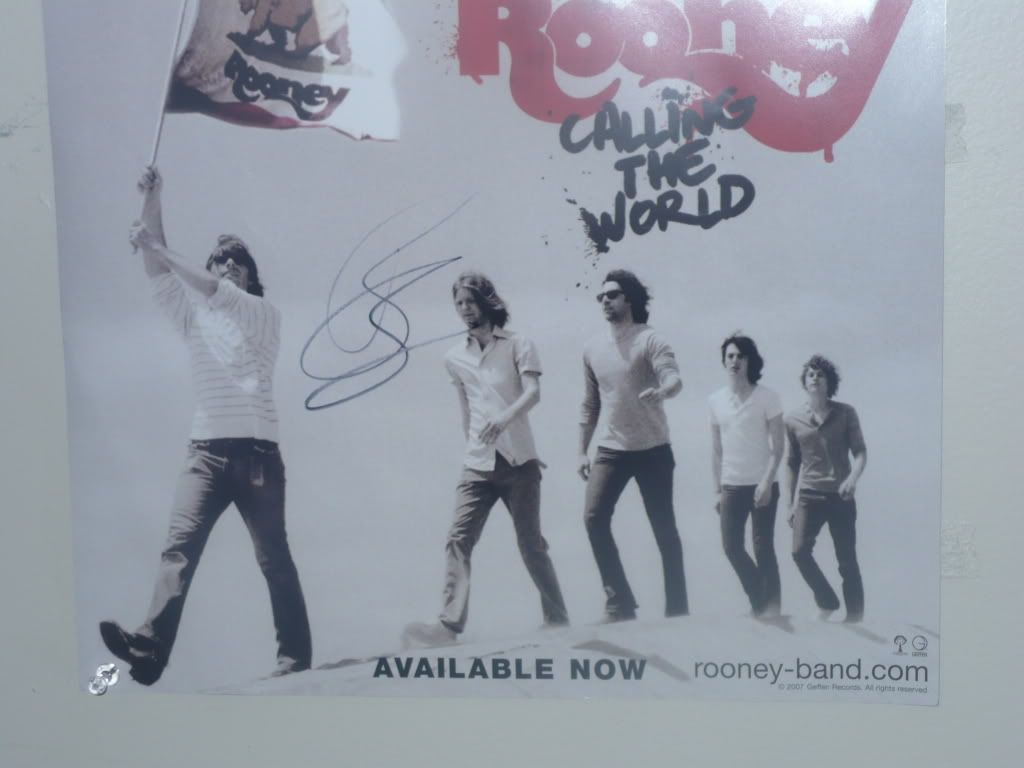 Rooney
Rooney
CALLING
THE
WORLD
AVAILABLE NOW
rooney-band.com
© 2007 Geffen Records. All rights reserved